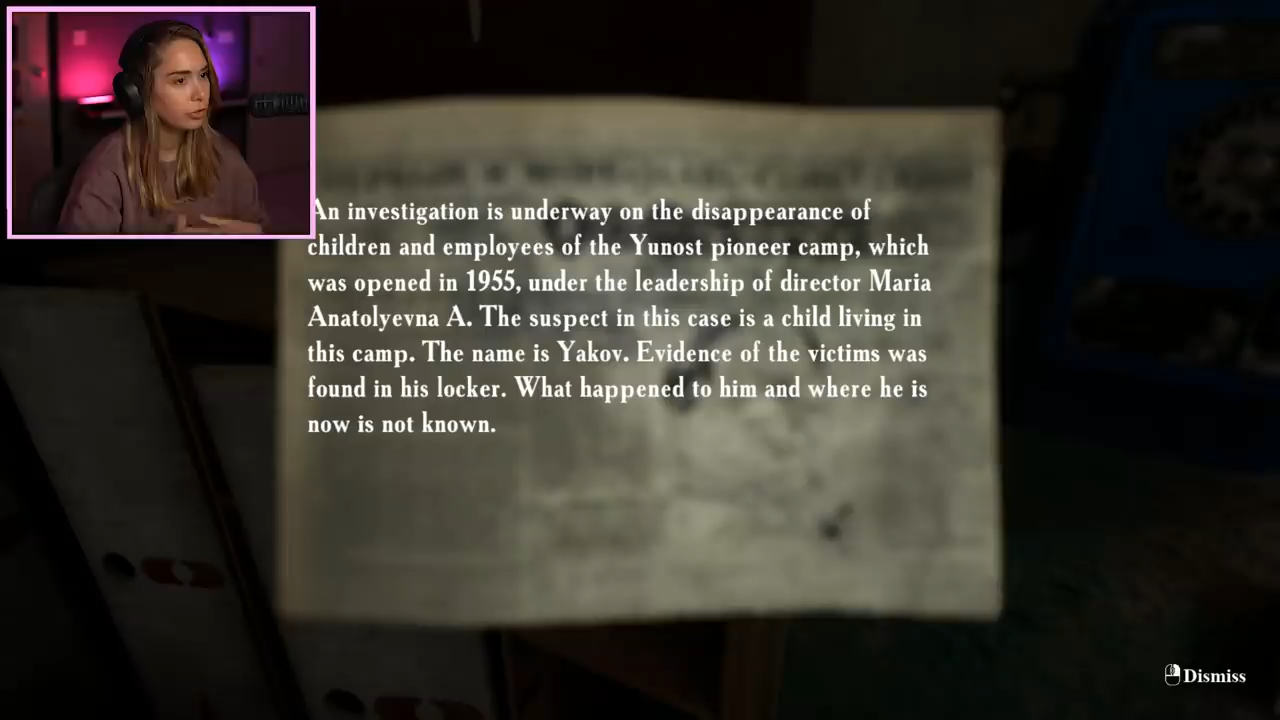 An investigation is underway on the disappearance of
children and employees of the Yunost pioneer camp, which
was opened in 1955, under the leadership of director Maria
Anatolyevna A. The suspect in this case is a child living in
this camp. The name is Yakov. Evidence of the victims was
found in his locker. What happened to him and where he is
now is not known.
Dismiss